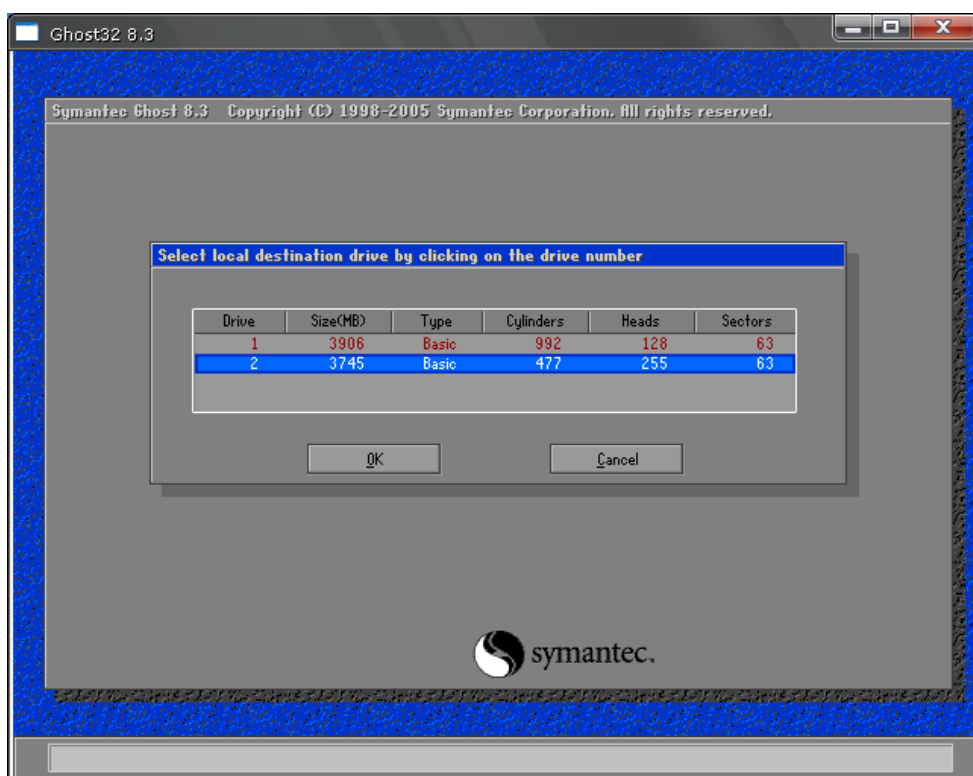 Ghost32 8.3
Symantec Ghost 8.3 Copyright (C) 1998-2005 Symantec Corporation. All rights reserved.
Select local destination drive by clicking on the drive number
Drive Size(MB) Type Cylinders Heads Sectors
1 3906 Basic 992 128 63
2 3745 Basic 477 255 63
OK Cancel
symantec.